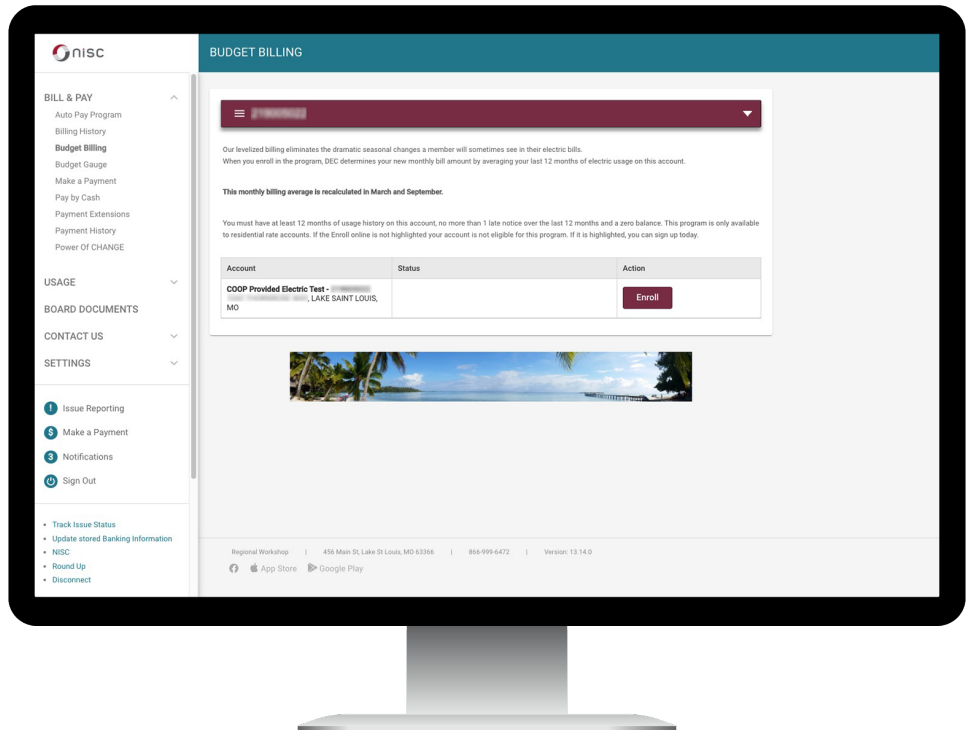 nisc
BUDGET BILLING
BILL & PAY
Auto Pay Program
Billing History
Budget Billing
Budget Gauge
Make a Payment
Pay by Cash
Payment Extensions
Payment History
Power Of CHANGE
USAGE
BOARD DOCUMENTS
CONTACT US
SETTINGS
! Issue Reporting
$ Make a Payment
3 Notifications
Sign Out
• Track Issue Status
• Update stored Banking Information
• NISC
• Round Up
• Disconnect
Our levelized billing eliminates the dramatic seasonal changes a member will sometimes see in their electric bills.
When you enroll in the program, DEC determines your new monthly bill amount by averaging your last 12 months of electric usage on this account.
This monthly billing average is recalculated in March and September.
You must have at least 12 months of usage history on this account, no more than 1 late notice over the last 12 months and a zero balance. This program is only available
to residential rate accounts. If the Enroll online is not highlighted your account is not eligible for this program. If it is highlighted, you can sign up today.
Account Status Action
COOP Provided Electric Test -
, LAKE SAINT LOUIS,
MO
Enroll
Regional Workshop | 456 Main St, Lake St Louis, MO 63366 | 866-999-6472 | Version: 13.14.0
App Store Google Play